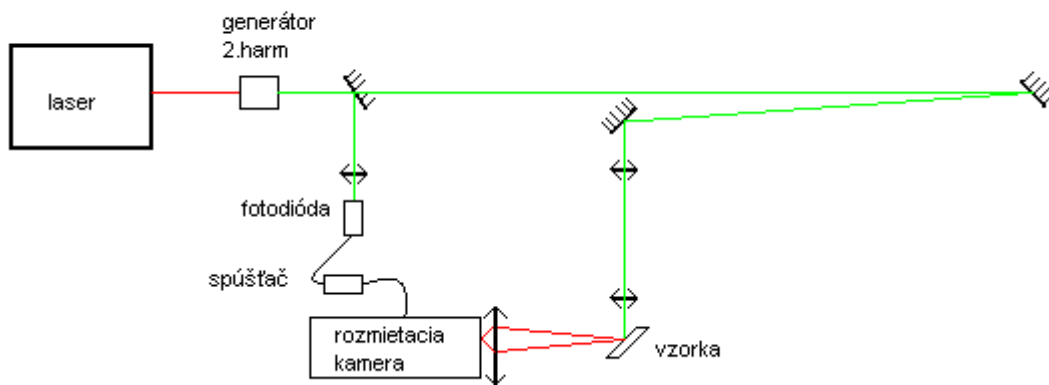 generátor
2.harm
laser
fotodióda
spúšťač
rozmietacia
kamera
vzorka